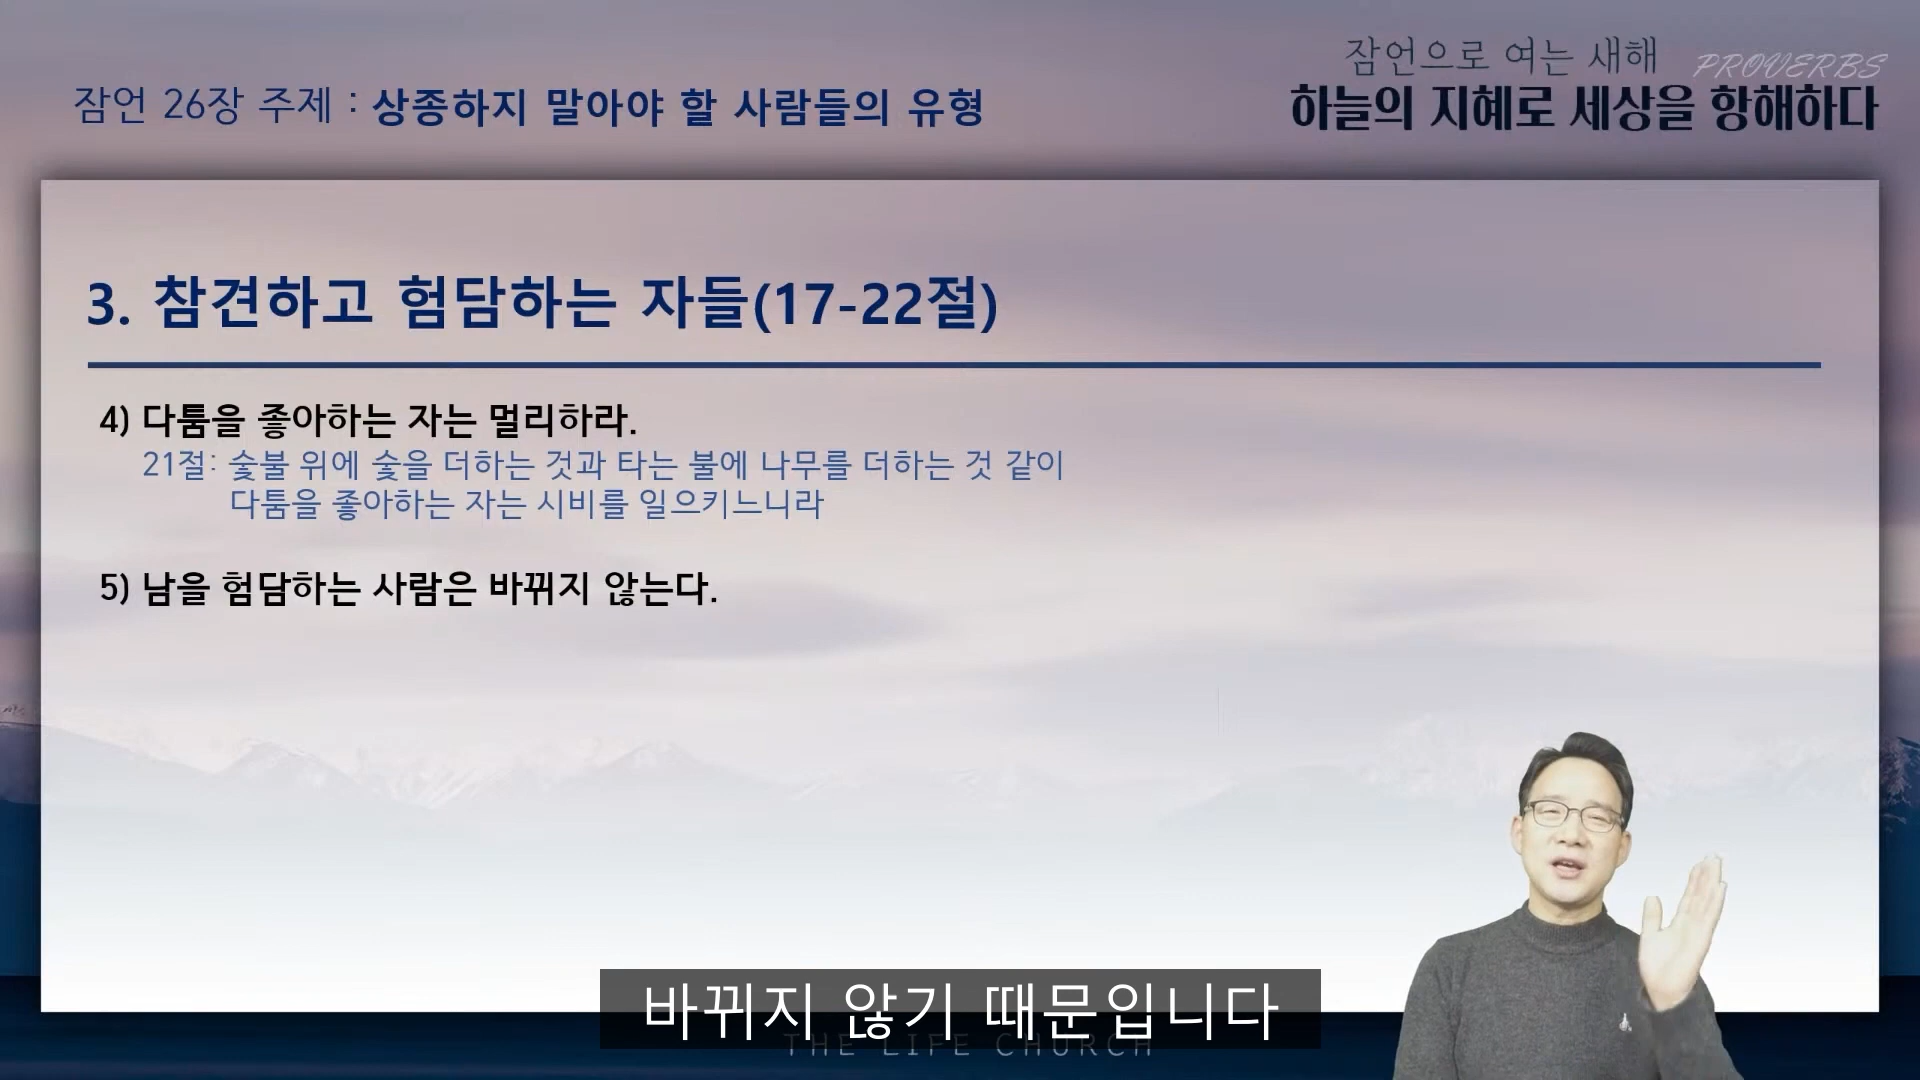 잠언으로 여는 새해 PROVERBS
하늘의 지혜로 세상을 항해하다
잠언 26장 주제 : 상종하지 말아야 할 사람들의 유형
3. 참견하고 험담하는 자들(17-22절)
4) 다툼을 좋아하는 자는 멀리하라.
21절: 숯불 위에 숯을 더하는 것과 타는 불에 나무를 더하는 것 같이
다툼을 좋아하는 자는 시비를 일으키느니라
5) 남을 험담하는 사람은 바뀌지 않는다.
바뀌지 않기 때문입니다
THE LIFE CHURCH